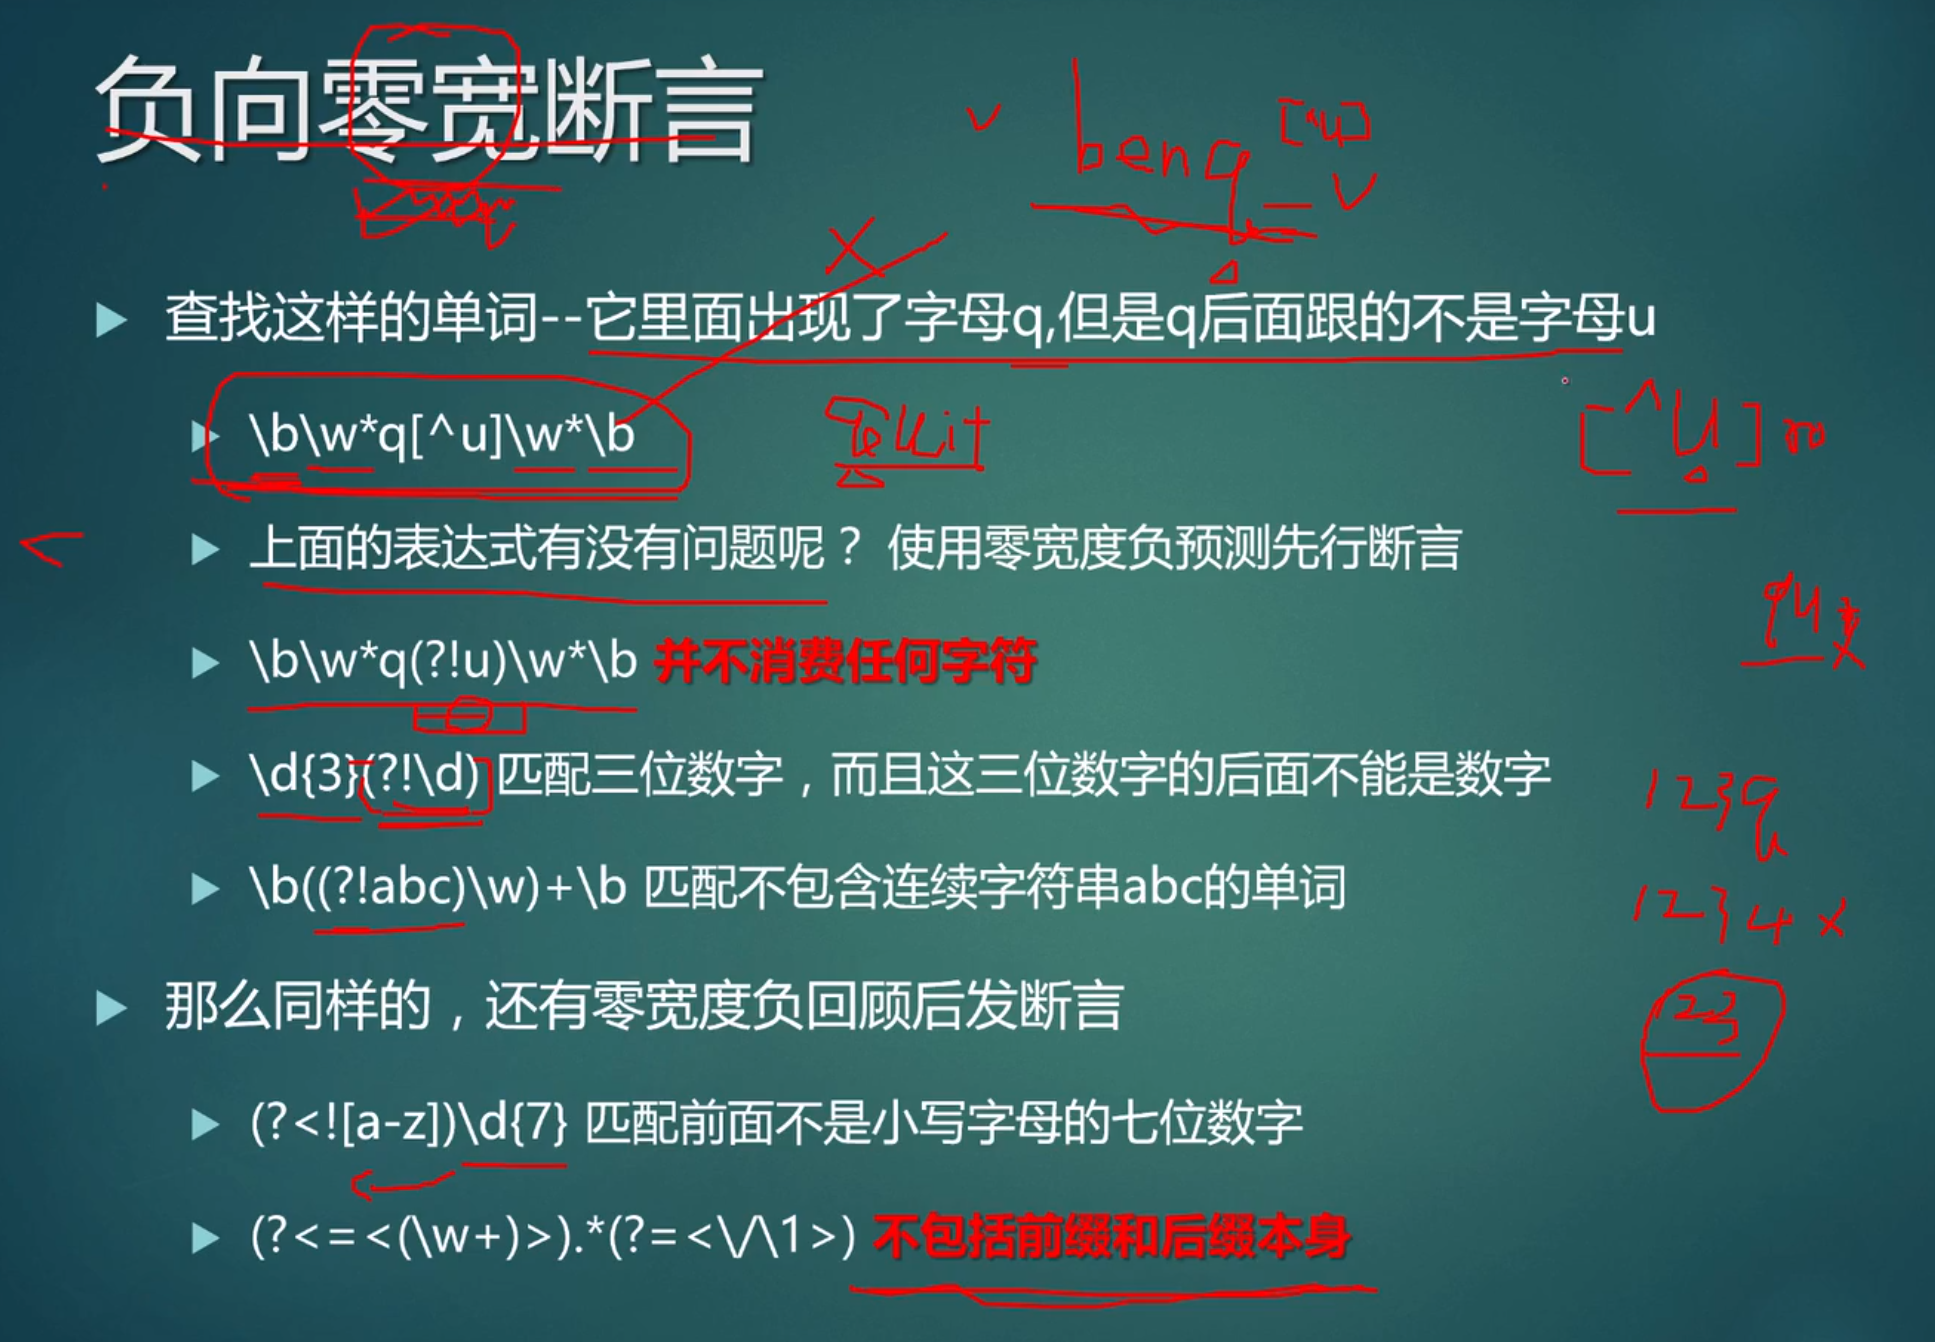 负向零宽断言
benq
[^u]
查找这样的单词--它里面出现了字母q,但是q后面跟的不是字母u
\b\w*q[^u]\w*\b
[^u]
上面的表达式有没有问题呢？ 使用零宽度负预测先行断言
qu
\b\w*q(?!u)\w*\b 并不消费任何字符
\d{3}(?!\d) 匹配三位数字，而且这三位数字的后面不能是数字
123q
\b((?!abc)\w)+\b 匹配不包含连续字符串abc的单词
1234 x
那么同样的，还有零宽度负回顾后发断言
123
(?<![a-z])\d{7} 匹配前面不是小写字母的七位数字
(?<=<(\w+)>).*(?=<\/\1>) 不包括前缀和后缀本身